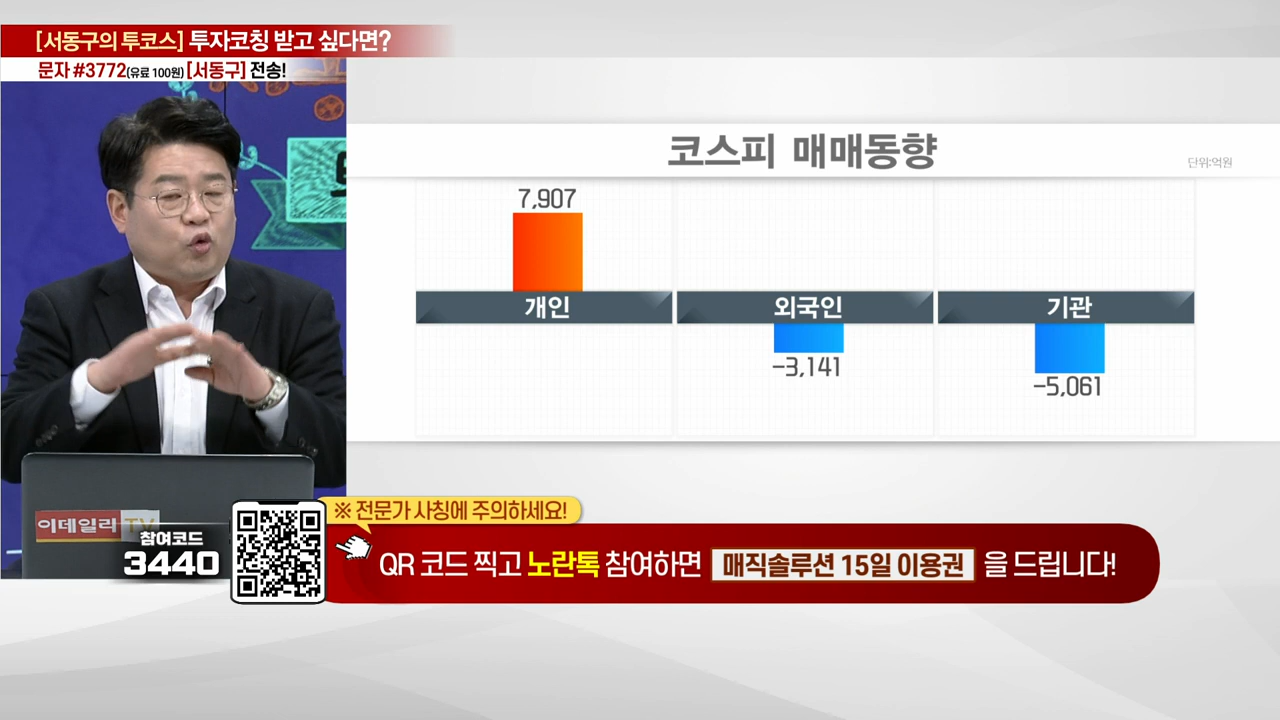 [서동구의 투코스] 투자코칭 받고 싶다면?
문자 #3772(유료 100원) [서동구] 전송!
코스피 매매동향
단위:억원
7,907
개인
외국인
기관
-3,141
-5,061
이데일리 TV
참여코드
3440
※ 전문가 사칭에 주의하세요!
QR 코드 찍고 노란톡 참여하면 매직솔루션 15일 이용권 을 드립니다!